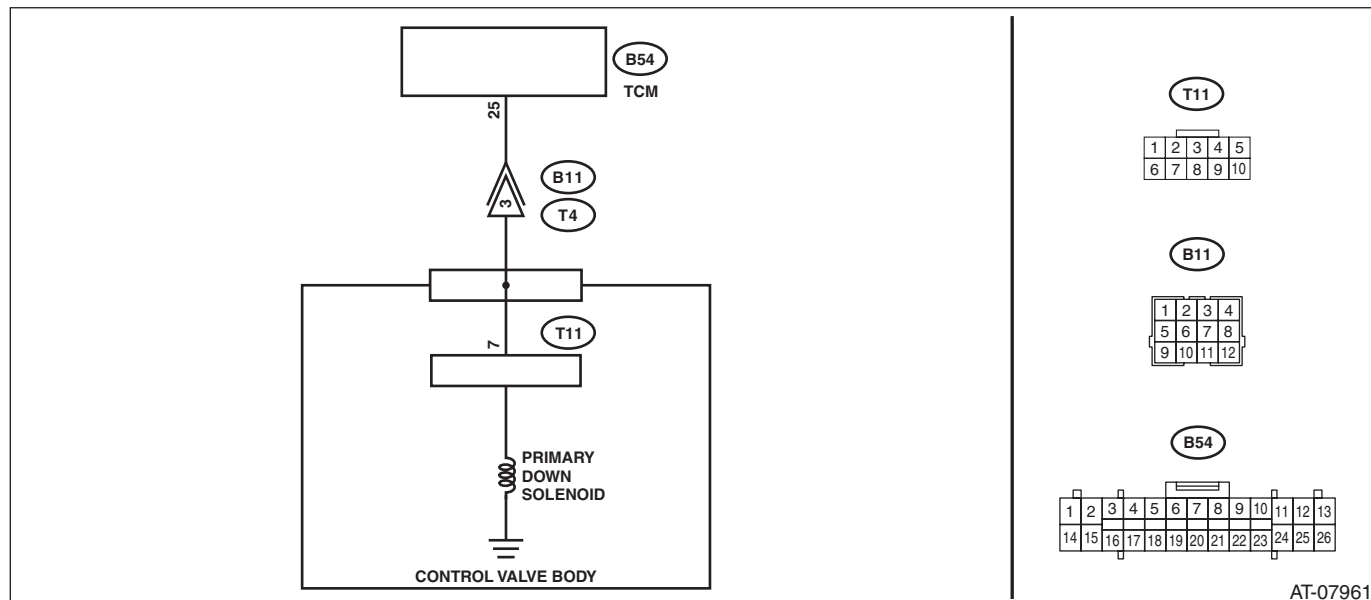 B54
TCM
25
B11
3
T4
T11
7
PRIMARY
DOWN
SOLENOID
CONTROL VALVE BODY
T11
1 2 3 4 5
6 7 8 9 10
B11
1 2 3 4
5 6 7 8
9 10 11 12
B54
1 2 3 4 5 6 7 8 9 10 11 12 13
14 15 16 17 18 19 20 21 22 23 24 25 26
AT-07961